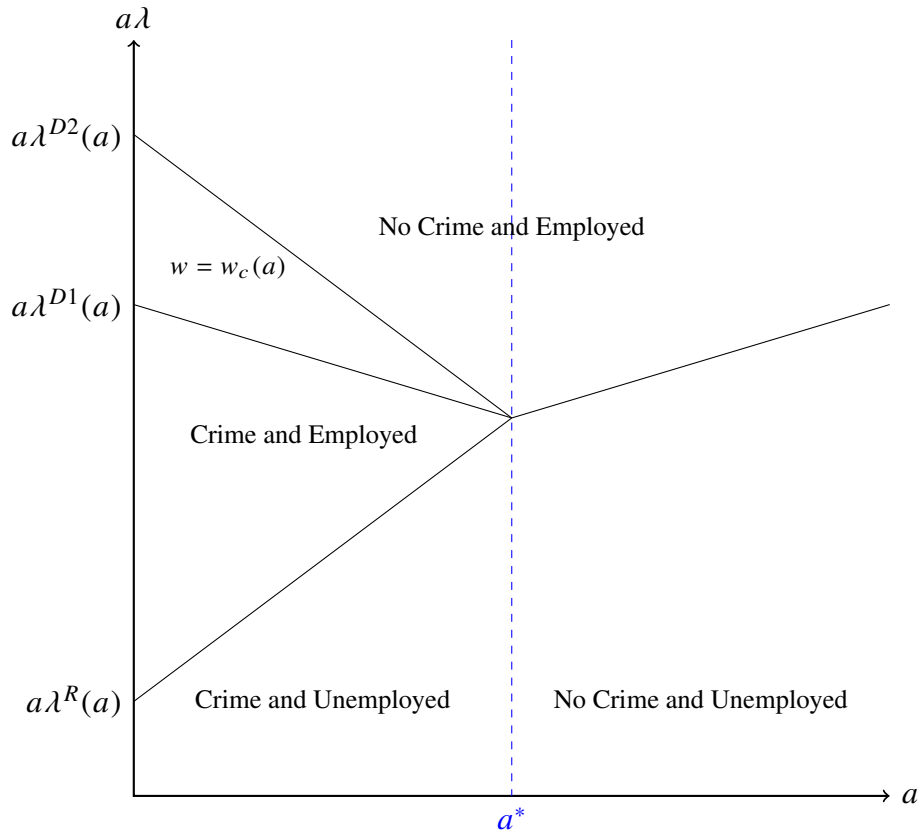 aλ
aλ^{D2}(a)
No Crime and Employed
w = w_c(a)
aλ^{D1}(a)
Crime and Employed
aλ^R(a)
Crime and Unemployed
No Crime and Unemployed
a
a*